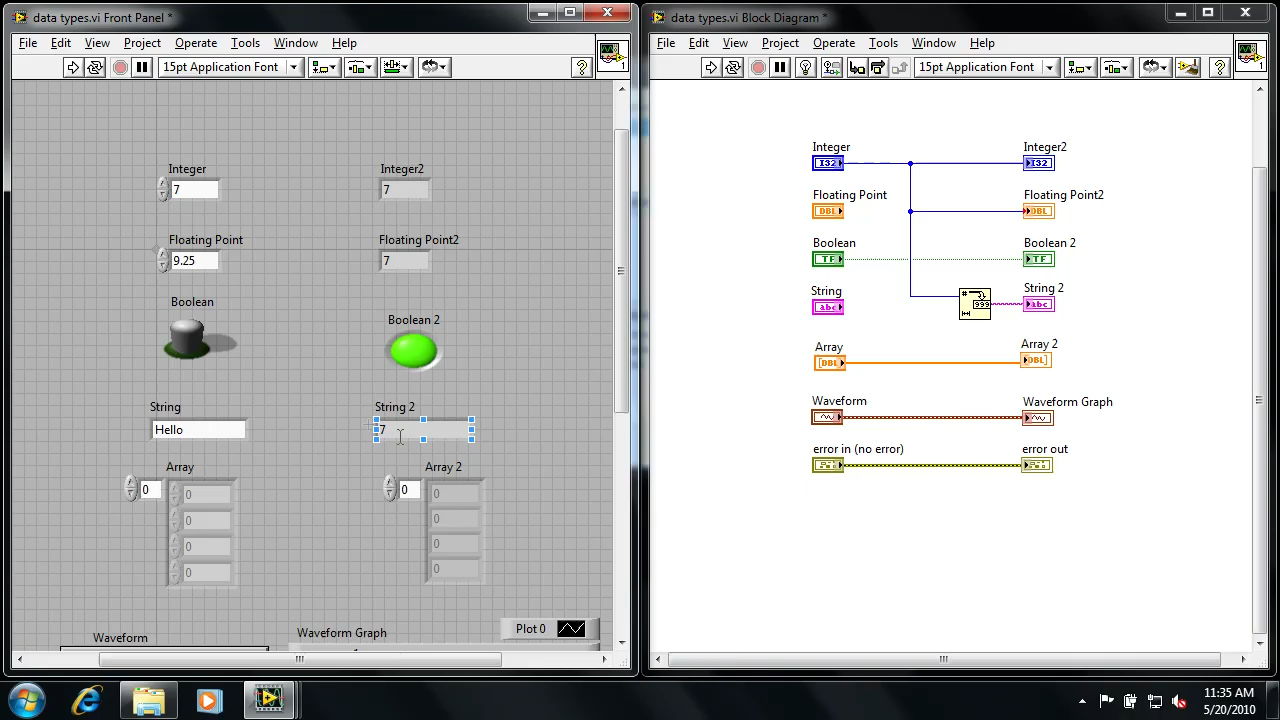 data types.vi Front Panel *
File Edit View Project Operate Tools Window Help
15pt Application Font
?
1
Integer
7
Integer2
7
Floating Point
9.25
Floating Point2
7
Boolean
Boolean 2
String
Hello
String 2
7
Array
0
0
0
0
0
Array 2
0
0
0
0
0
Waveform
Waveform Graph
Plot 0
data types.vi Block Diagram *
File Edit View Project Operate Tools Window Help
15pt Application Font
?
1
Integer
I32
Integer2
I32
Floating Point
DBL
Floating Point2
DBL
Boolean
TF
Boolean 2
TF
String
abc
#
999
String 2
abc
Array
[DBL]
Array 2
[DBL]
Waveform
Waveform Graph
error in (no error)
error out
11:35 AM
5/20/2010